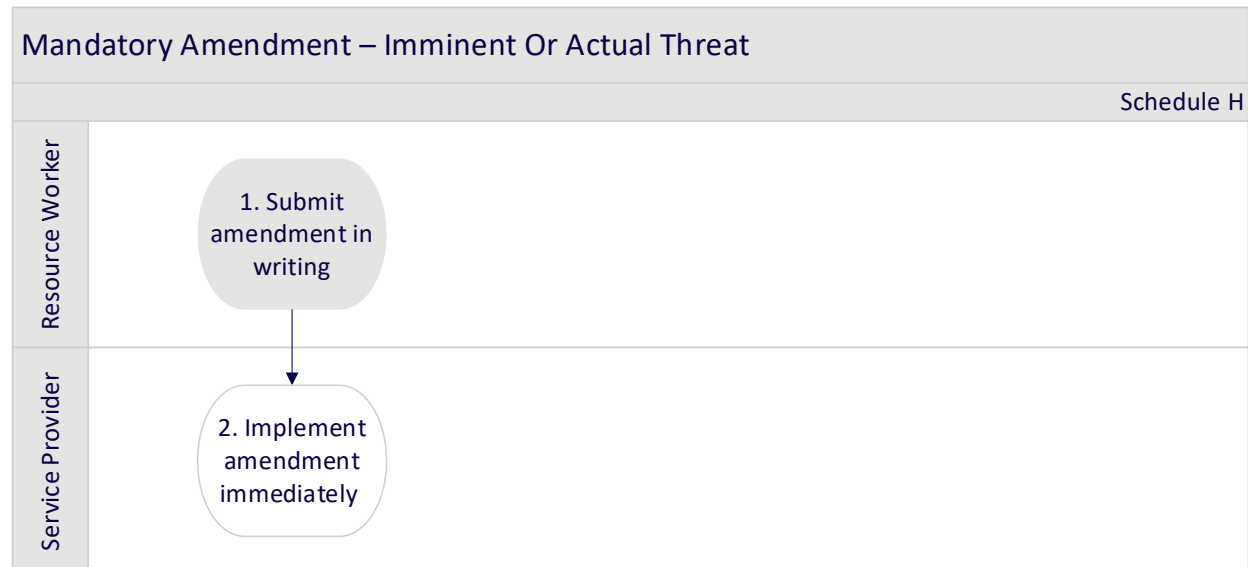 Mandatory Amendment – Imminent Or Actual Threat
Schedule H
Resource Worker
1. Submit
amendment in
writing
Service Provider
2. Implement
amendment
immediately